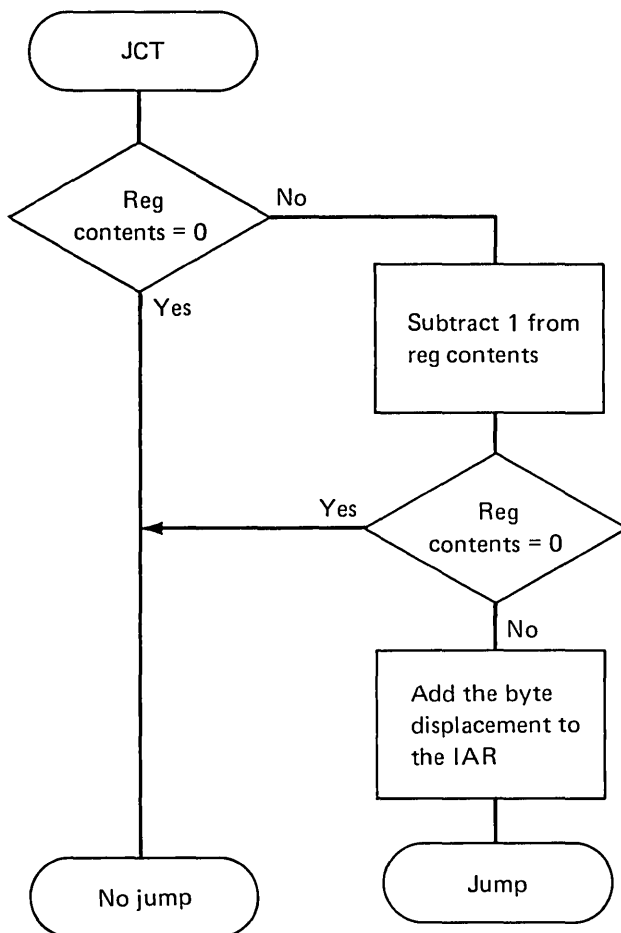 JCT
Reg
contents = 0
No
Yes
Subtract 1 from
reg contents
Yes
Reg
contents = 0
No
Add the byte
displacement to
the IAR
No jump
Jump